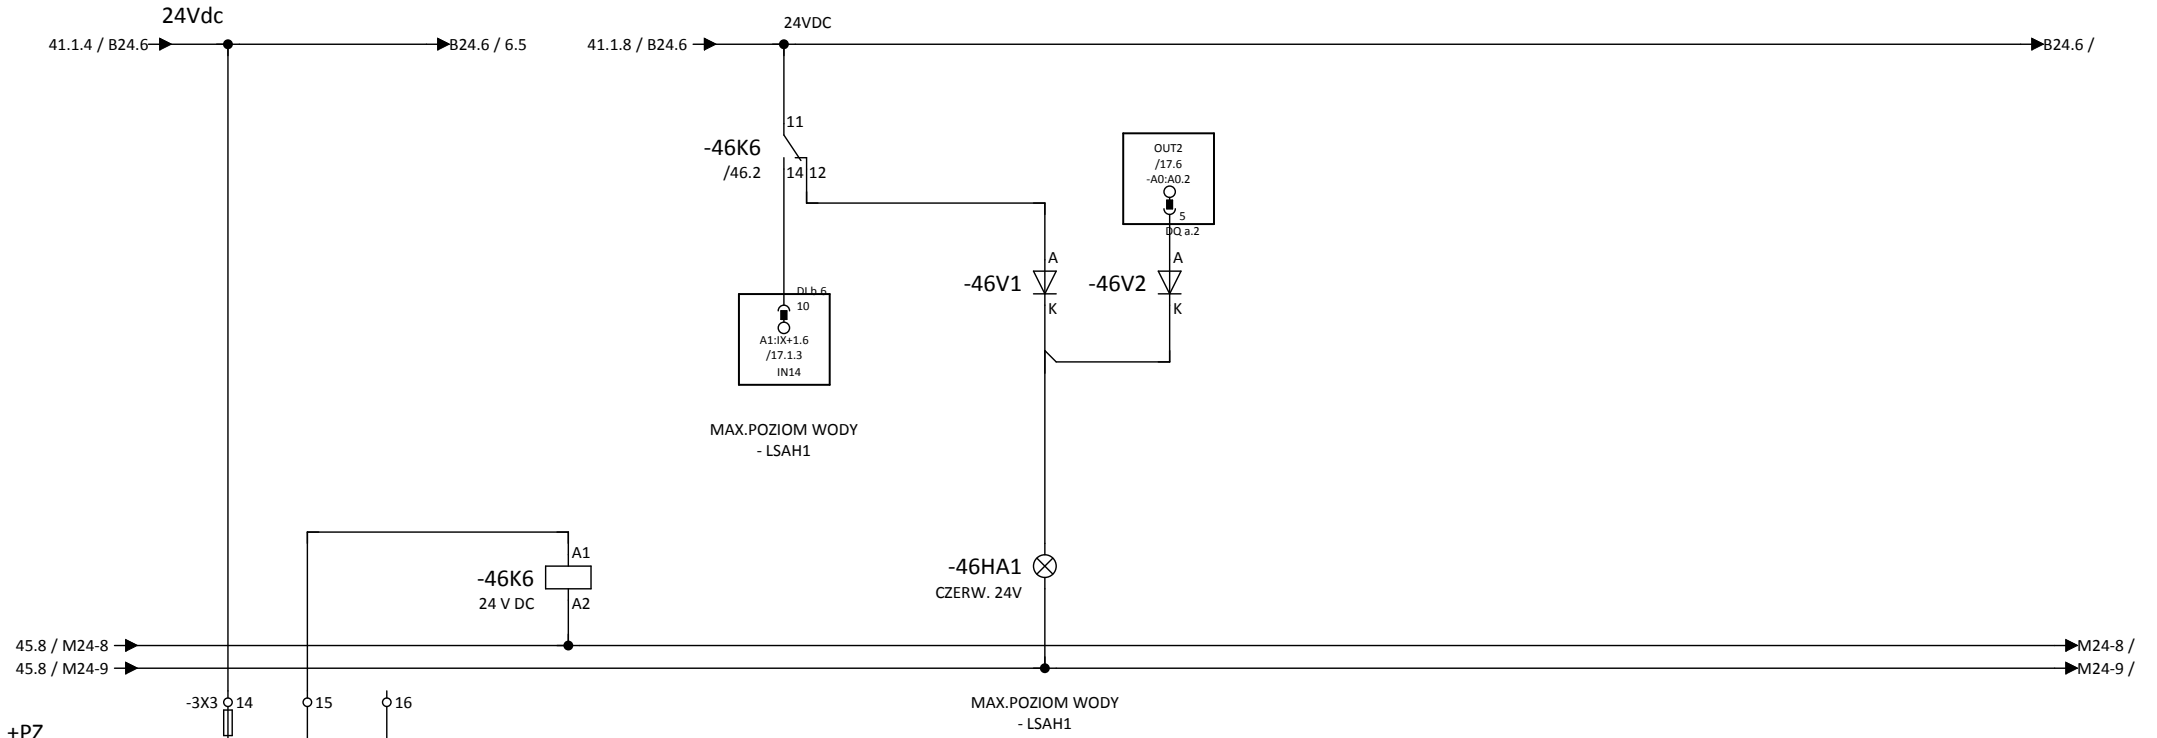 24Vdc
24VDC
41.1.4 / B24.6
B24.6 / 6.5
41.1.8 / B24.6
B24.6 /
11
-46K6
/46.2
14
12
OUT2
/17.6
-A0:A0.2
5
DQ a.2
A
A
-46V1
-46V2
K
K
DI b.6
10
A1:IX+1.6
/17.1.3
IN14
MAX.POZIOM WODY
- LSAH1
A1
-46K6
24 V DC
A2
-46HA1
CZERW. 24V
45.8 / M24-8
M24-8 /
45.8 / M24-9
M24-9 /
-3X3
14
15
16
MAX.POZIOM WODY
- LSAH1
+PZ